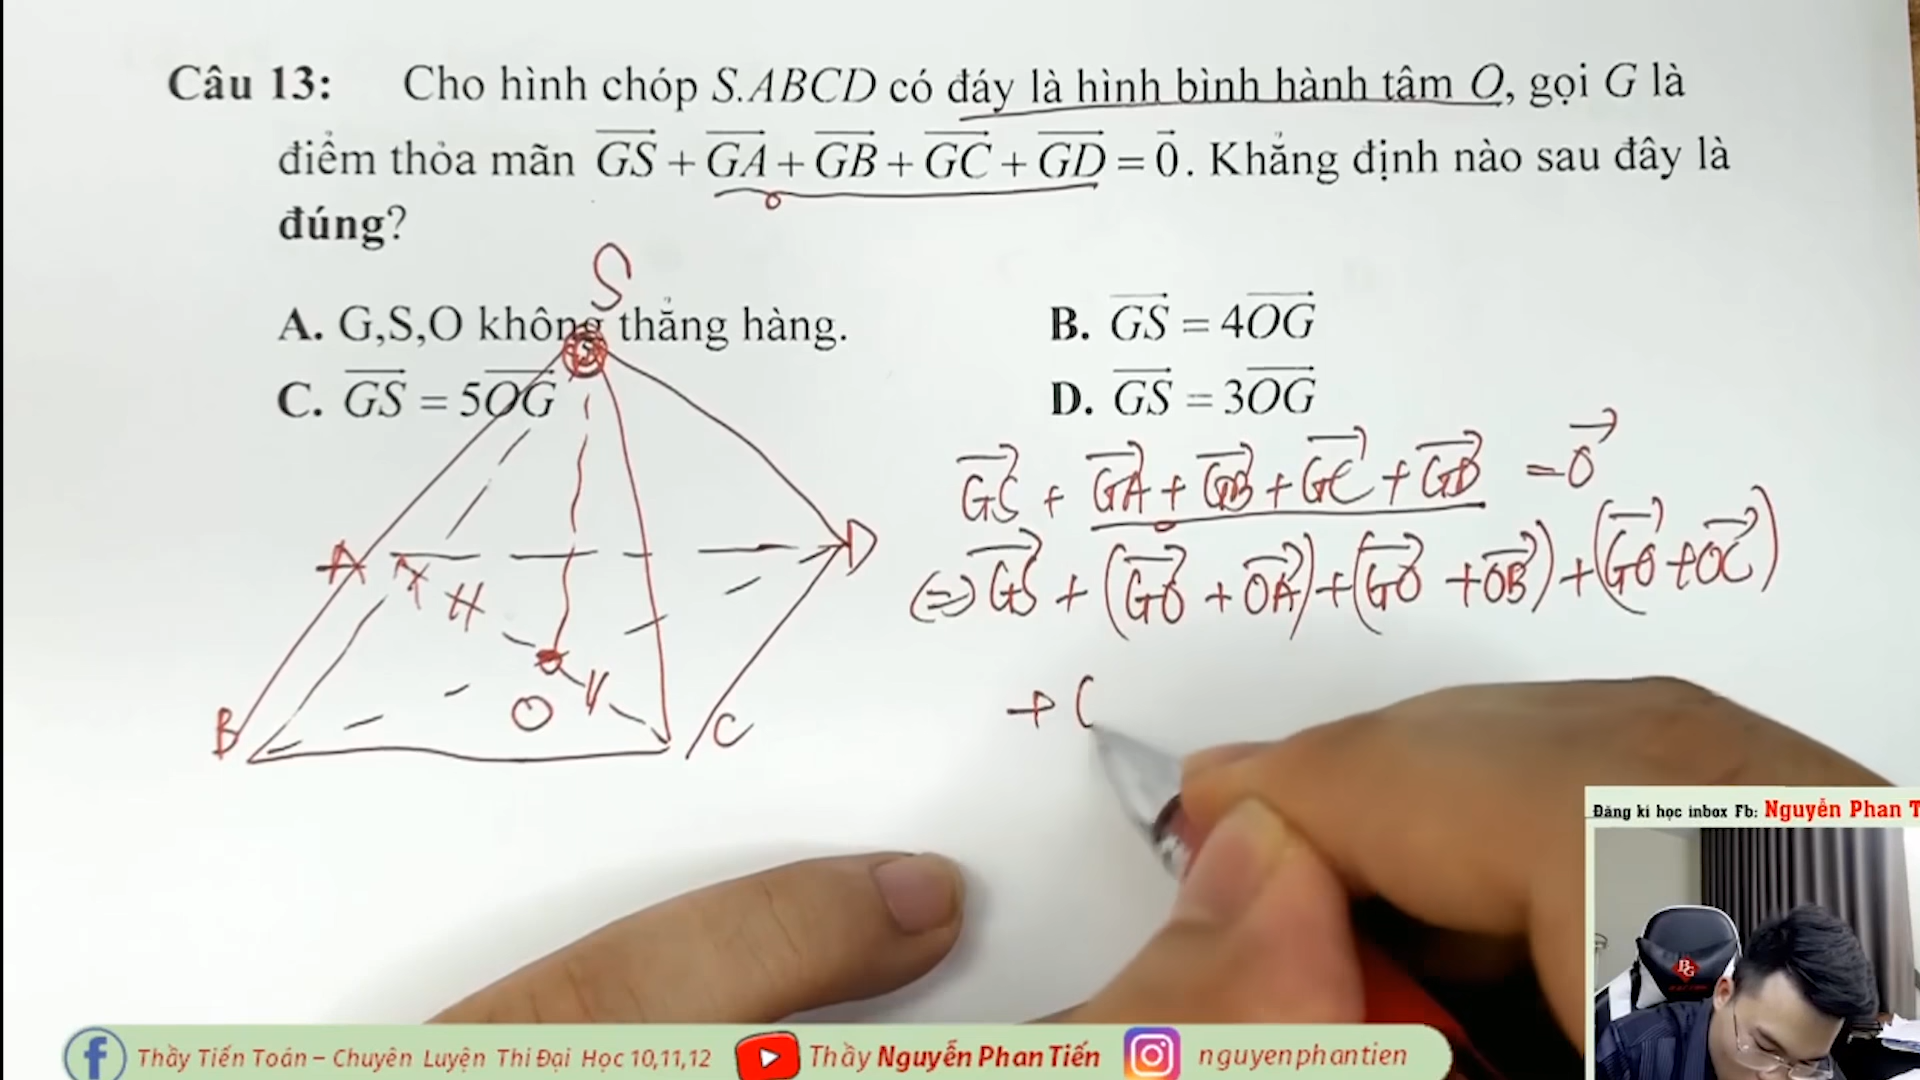 Câu 13: Cho hình chóp S.ABCD có đáy là hình bình hành tâm O, gọi G là
điểm thỏa mãn $\overrightarrow{GS} + \overrightarrow{GA} + \overrightarrow{GB} + \overrightarrow{GC} + \overrightarrow{GD} = \vec{0}$. Khẳng định nào sau đây là
đúng?
S
A. G,S,O không thẳng hàng.
B. $\overrightarrow{GS} = 4\overrightarrow{OG}$
C. $\overrightarrow{GS} = 5\overrightarrow{OG}$
D. $\overrightarrow{GS} = 3\overrightarrow{OG}$
$\overrightarrow{GS} + \overrightarrow{GA} + \overrightarrow{GB} + \overrightarrow{GC} + \overrightarrow{GD} = \vec{0}$
$\Leftrightarrow \overrightarrow{GS} + (\overrightarrow{GO} + \overrightarrow{OA}) + (\overrightarrow{GO} + \overrightarrow{OB}) + (\overrightarrow{GO} + \overrightarrow{OC})$
+ (
A
D
B
O
C
Đăng kí học inbox Fb: Nguyễn Phan T
Thầy Tiến Toán – Chuyên Luyện Thi Đại Học 10,11,12
Thầy Nguyễn Phan Tiến
nguyenphantien